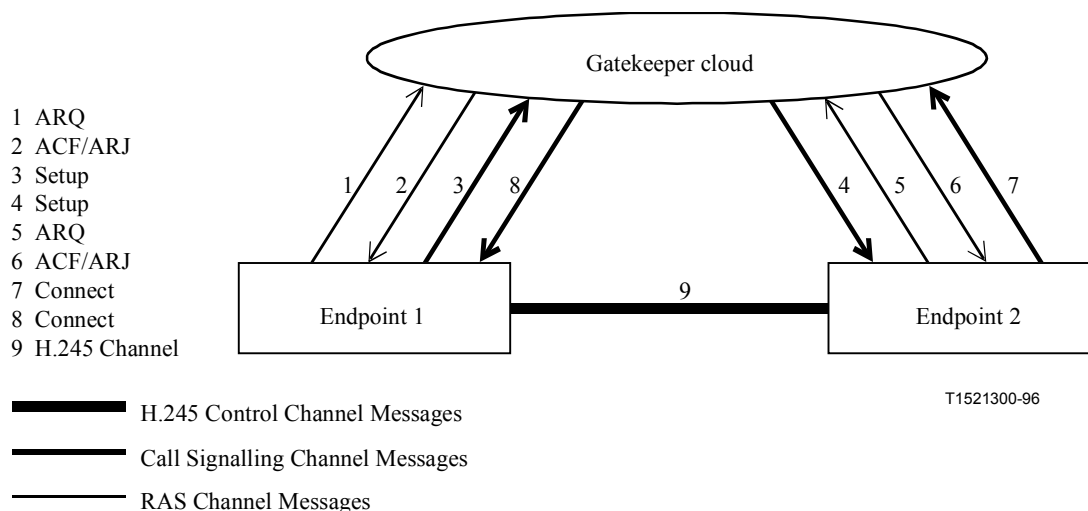 Gatekeeper cloud
1 ARQ
2 ACF/ARJ
3 Setup
4 Setup
5 ARQ
6 ACF/ARJ
7 Connect
8 Connect
9 H.245 Channel
1
2
3
8
4
5
6
7
Endpoint 1
9
Endpoint 2
T1521300-96
H.245 Control Channel Messages
Call Signalling Channel Messages
RAS Channel Messages